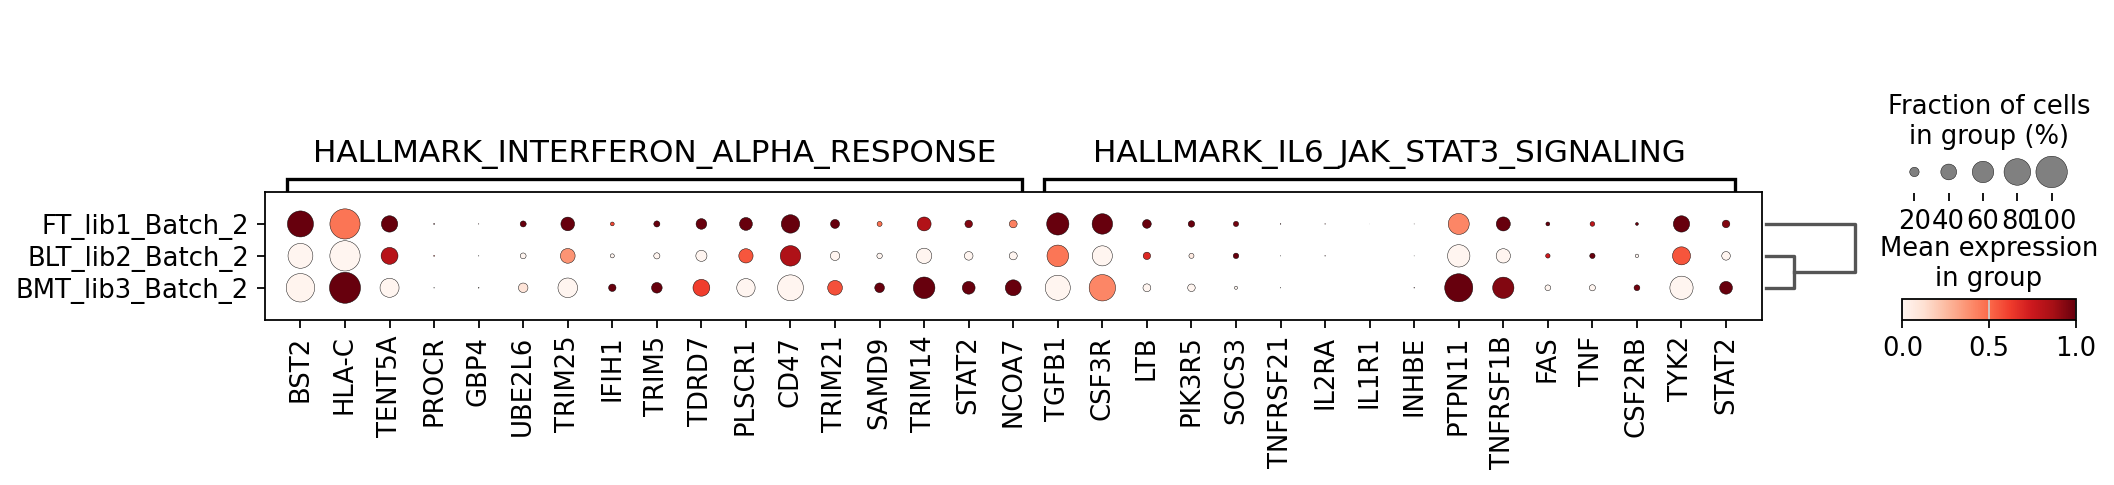 Fraction of cells
in group (%)
HALLMARK_INTERFERON_ALPHA_RESPONSE HALLMARK_IL6_JAK_STAT3_SIGNALING
FT_lib1_Batch_2
BLT_lib2_Batch_2
BMT_lib3_Batch_2
20 40 60 80 100
Mean expression
in group
0.0 0.5 1.0
BST2
HLA-C
TENT5A
PROCR
GBP4
UBE2L6
TRIM25
IFIH1
TRIM5
TDRD7
PLSCR1
CD47
TRIM21
SAMD9
TRIM14
STAT2
NCOA7
TGFB1
CSF3R
LTB
PIK3R5
SOCS3
TNFRSF21
IL2RA
IL1R1
INHBE
PTPN11
TNFRSF1B
FAS
TNF
CSF2RB
TYK2
STAT2